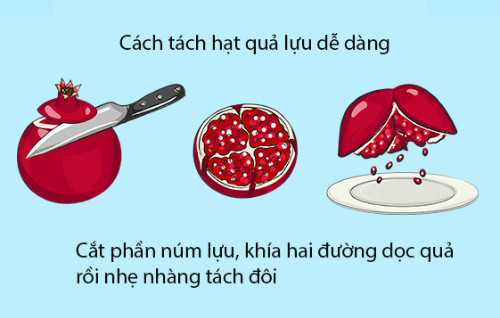 Cách tách hạt quả lựu dễ dàng
Cắt phần núm lựu, khía hai đường dọc quả
rồi nhẹ nhàng tách đôi